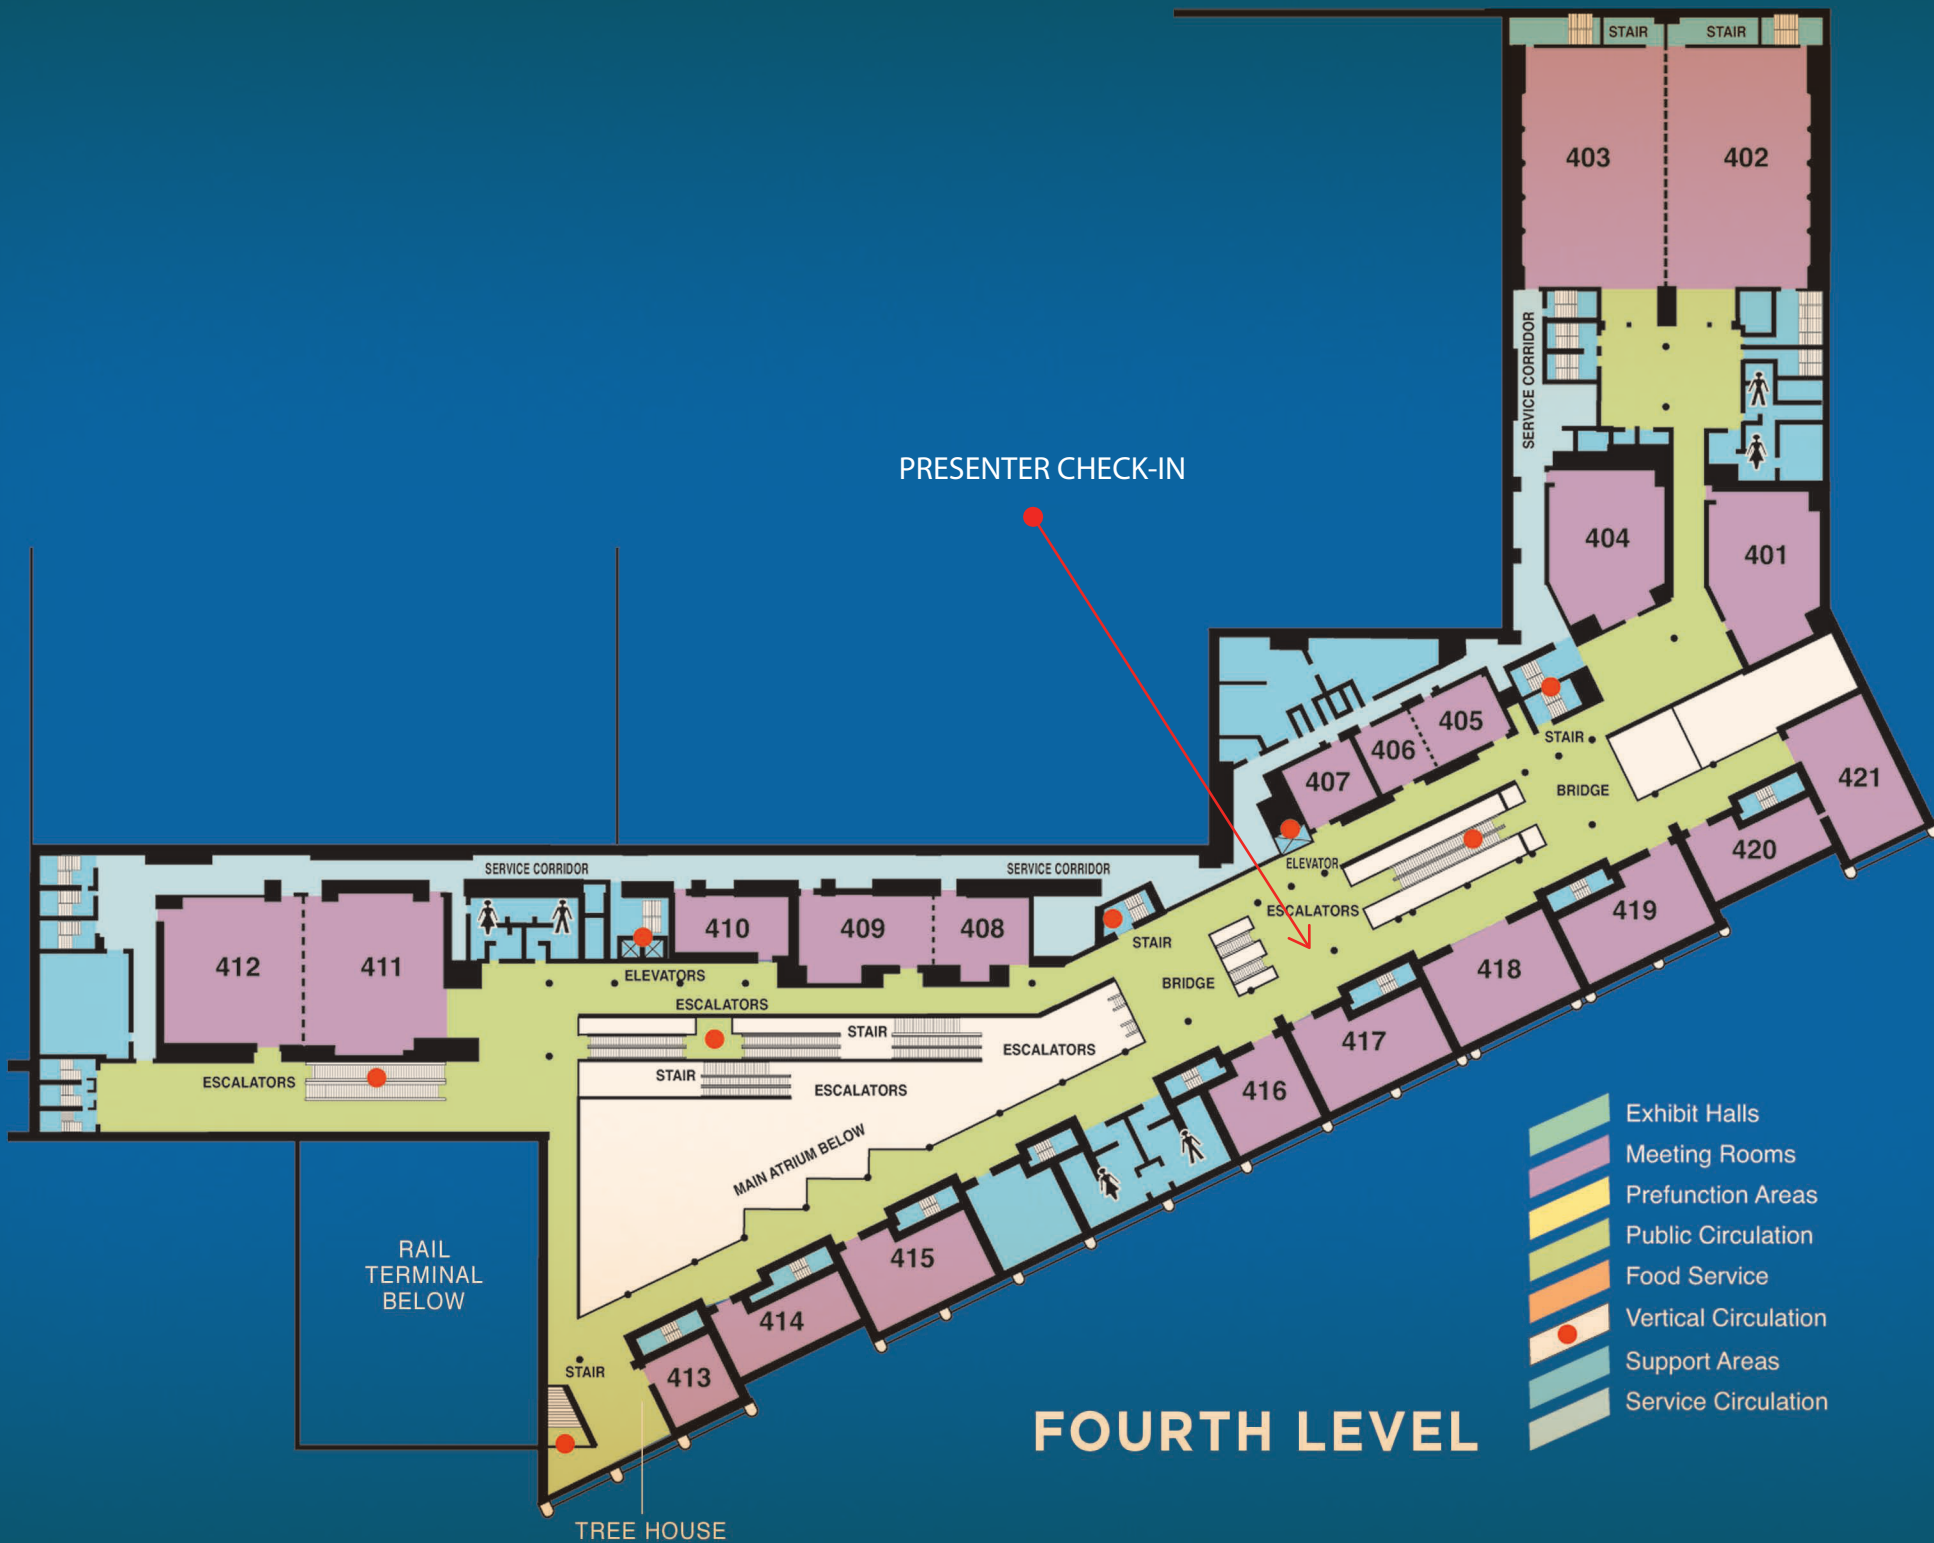 STAIR
STAIR
403
402
SERVICE CORRIDOR
PRESENTER CHECK-IN
404
401
405
406
407
STAIR
BRIDGE
421
420
ELEVATOR
ESCALATORS
419
SERVICE CORRIDOR
SERVICE CORRIDOR
410
409
408
STAIR
412
411
ELEVATORS
ESCALATORS
BRIDGE
418
STAIR
ESCALATORS
417
ESCALATORS
STAIR
ESCALATORS
416
MAIN ATRIUM BELOW
RAIL
TERMINAL
BELOW
415
414
STAIR
413
TREE HOUSE
FOURTH LEVEL
Exhibit Halls
Meeting Rooms
Prefunction Areas
Public Circulation
Food Service
Vertical Circulation
Support Areas
Service Circulation